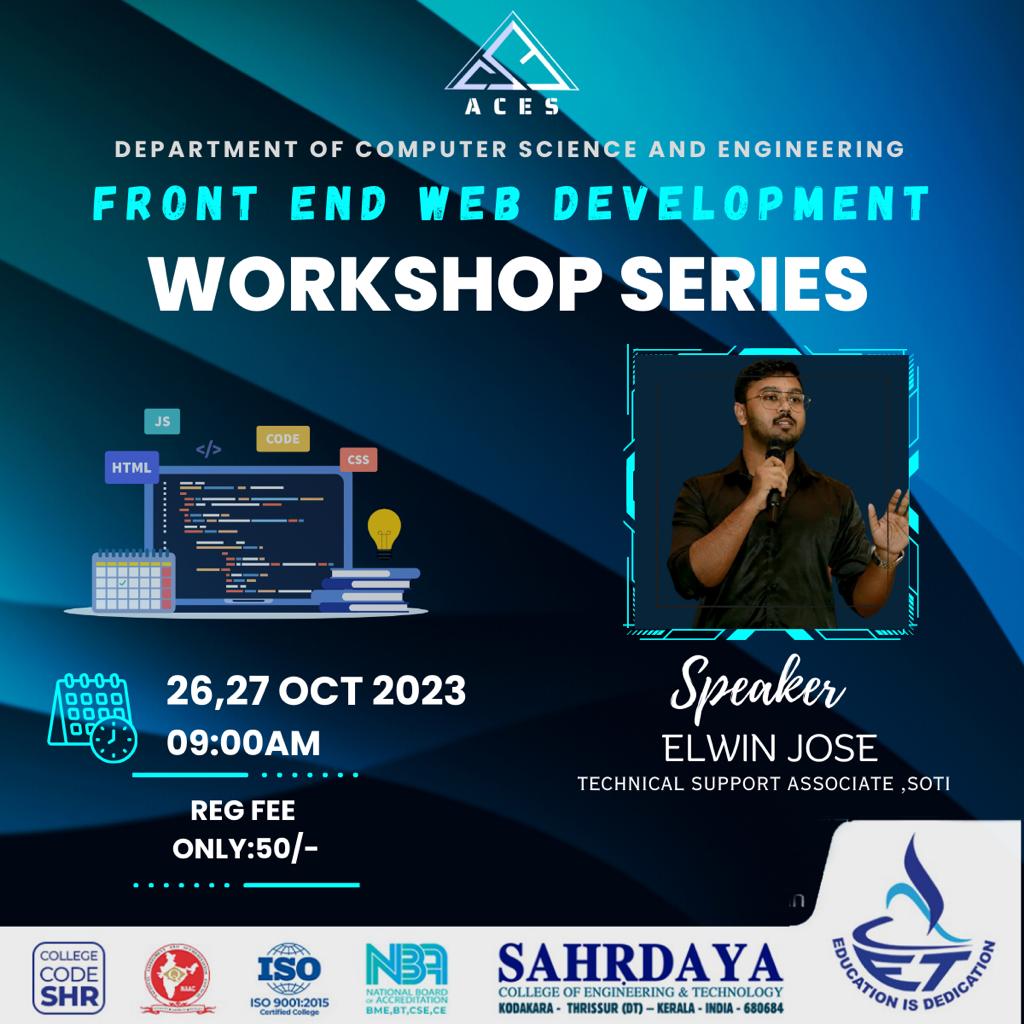 ACES
DEPARTMENT OF COMPUTER SCIENCE AND ENGINEERING
FRONT END WEB DEVELOPMENT
WORKSHOP SERIES
JS
</>
CODE
HTML
CSS
26,27 OCT 2023
09:00AM
REG FEE
ONLY:50/-
Speaker
ELWIN JOSE
TECHNICAL SUPPORT ASSOCIATE ,SOTI
COLLEGE
CODE
SHR
NAAC
ISO
ISO 9001:2015
Certified College
NBA
NATIONAL BOARD
OF ACCREDITATION
BME,BT,CSE,CE
SAHRDAYA
COLLEGE OF ENGINEERING & TECHNOLOGY
KODAKARA - THRISSUR (DT) – KERALA - INDIA - 680684
ET
EDUCATION IS DEDICATION